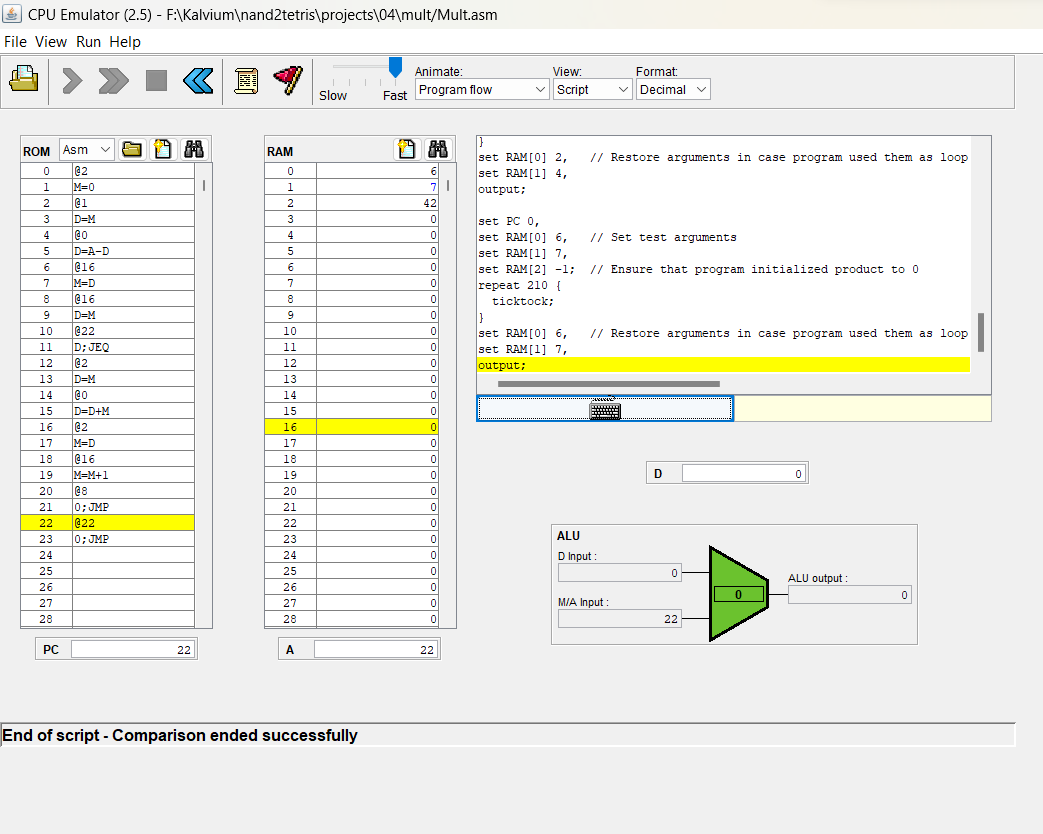 CPU Emulator (2.5) - F:\Kalvium\nand2tetris\projects\04\mult/Mult.asm
File View Run Help
Slow Fast
Animate:
Program flow
View:
Script
Format:
Decimal
ROM Asm
0 @2
1 M=0
2 @1
3 D=M
4 @0
5 D=A-D
6 @16
7 M=D
8 @16
9 D=M
10 @22
11 D;JEQ
12 @2
13 D=M
14 @0
15 D=D+M
16 @2
17 M=D
18 @16
19 M=M+1
20 @8
21 0;JMP
22 @22
23 0;JMP
24
25
26
27
28
PC 22
RAM
0 6
1 7
2 42
3 0
4 0
5 0
6 0
7 0
8 0
9 0
10 0
11 0
12 0
13 0
14 0
15 0
16 0
17 0
18 0
19 0
20 0
21 0
22 0
23 0
24 0
25 0
26 0
27 0
28 0
A 22
}
set RAM[0] 2,   // Restore arguments in case program used them as loop
set RAM[1] 4,
output;
set PC 0,
set RAM[0] 6,   // Set test arguments
set RAM[1] 7,
set RAM[2] -1;  // Ensure that program initialized product to 0
repeat 210 {
ticktock;
}
set RAM[0] 6,   // Restore arguments in case program used them as loop
set RAM[1] 7,
output;
D 0
ALU
D Input :
0
M/A Input :
22
0
ALU output :
0
End of script - Comparison ended successfully